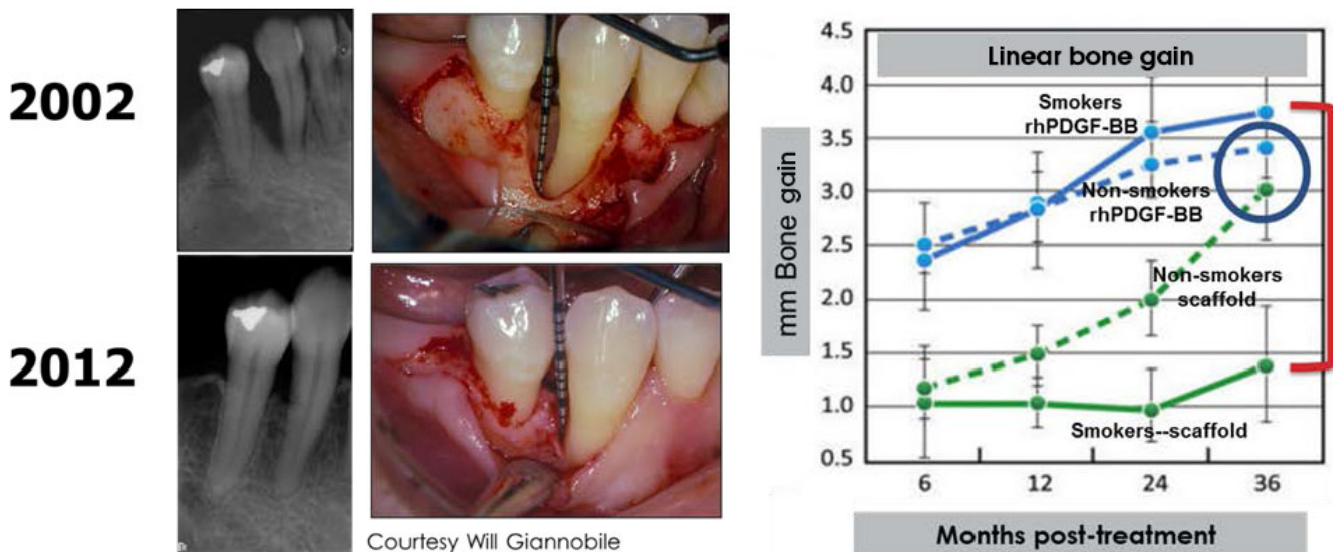 2002
2012
Courtesy Will Giannobile
Linear bone gain
mm Bone gain
4.5
4.0
3.5
3.0
2.5
2.0
1.5
1.0
0.5
Smokers
rhPDGF-BB
Non-smokers
rhPDGF-BB
Non-smokers
scaffold
Smokers--scaffold
6 12 24 36
Months post-treatment